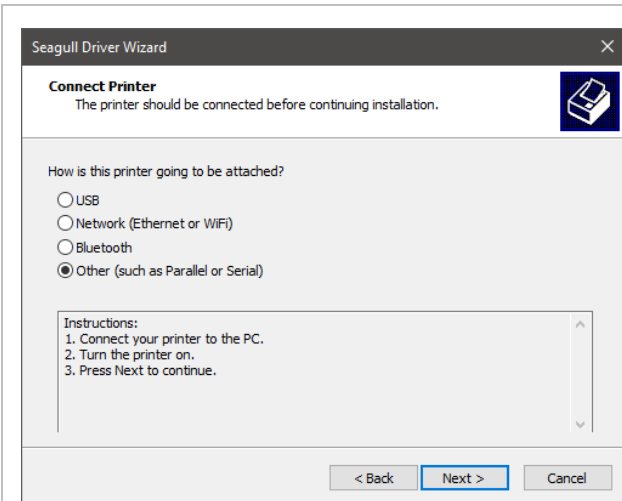 Seagull Driver Wizard
Connect Printer
The printer should be connected before continuing installation.
How is this printer going to be attached?
USB
Network (Ethernet or WiFi)
Bluetooth
Other (such as Parallel or Serial)
Instructions:
1. Connect your printer to the PC.
2. Turn the printer on.
3. Press Next to continue.
< Back Next > Cancel